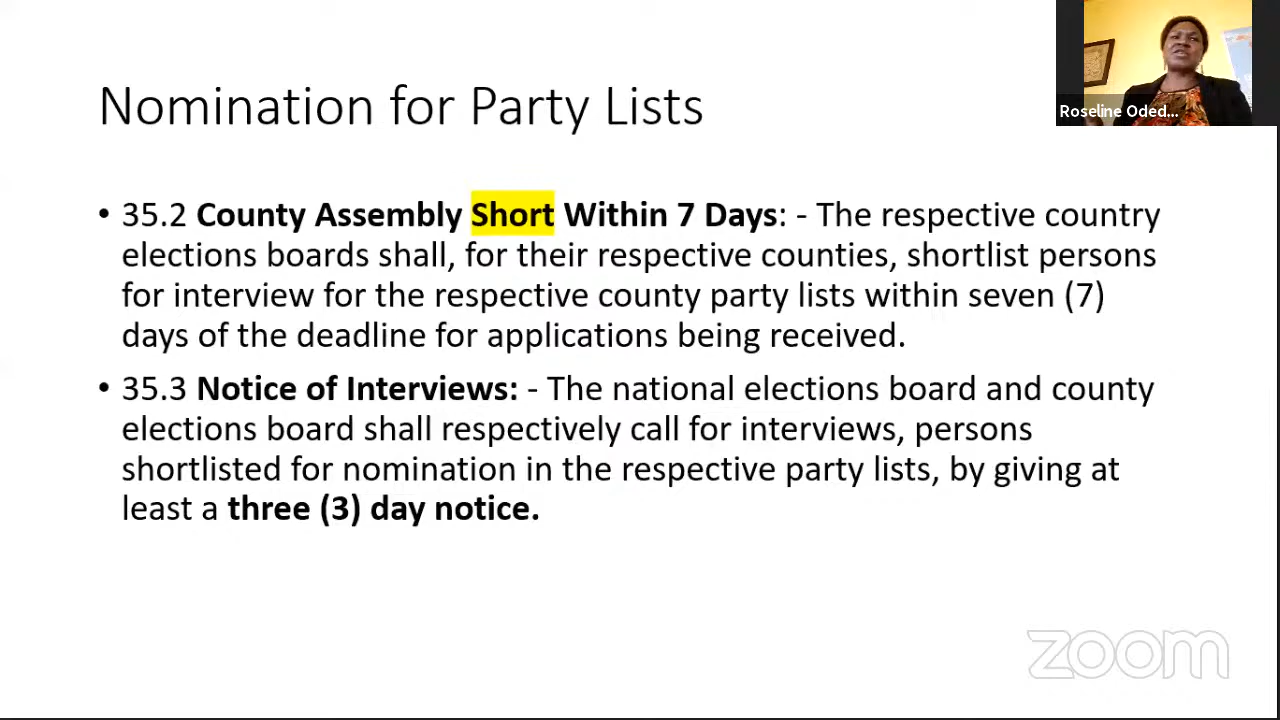 Nomination for Party Lists
Roseline Oded...
• 35.2 County Assembly Short Within 7 Days: - The respective country
elections boards shall, for their respective counties, shortlist persons
for interview for the respective county party lists within seven (7)
days of the deadline for applications being received.
• 35.3 Notice of Interviews: - The national elections board and county
elections board shall respectively call for interviews, persons
shortlisted for nomination in the respective party lists, by giving at
least a three (3) day notice.
zoom